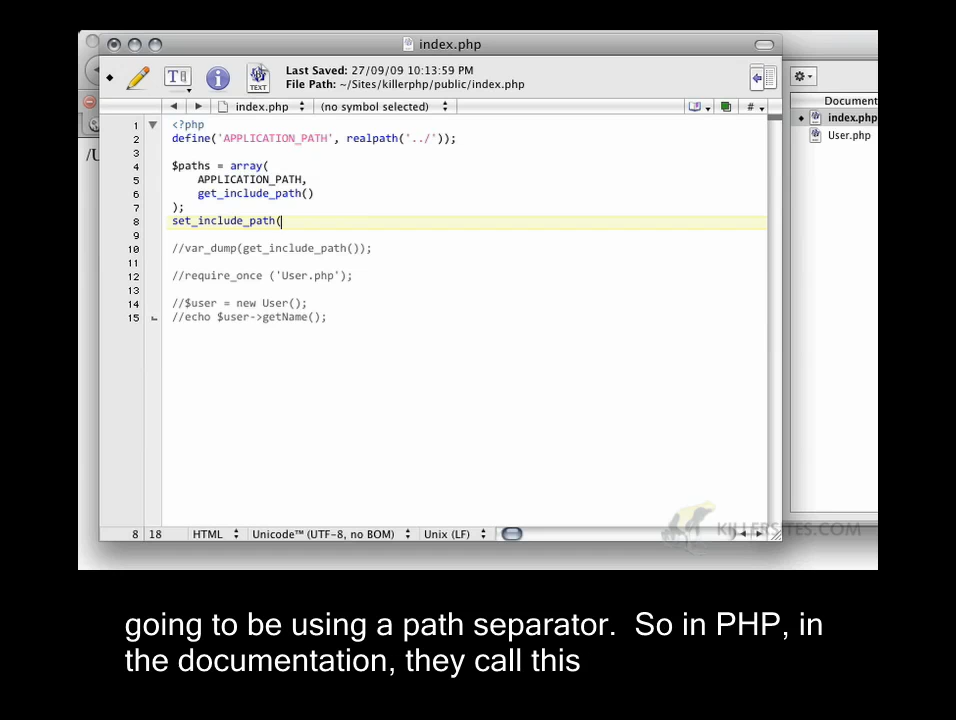 index.php
Last Saved: 27/09/09 10:13:59 PM
File Path: ~/Sites/killerphp/public/index.php
TEXT
index.php (no symbol selected) #
Document
index.php
User.php
/U
1 <?php
2 define('APPLICATION_PATH', realpath('../'));
3
4 $paths = array(
5 APPLICATION_PATH,
6 get_include_path()
7 );
8 set_include_path(
9
10 //var_dump(get_include_path());
11
12 //require_once ('User.php');
13
14 //$user = new User();
15 //echo $user->getName();
KILLERSITES.COM
8 18 HTML Unicode™ (UTF-8, no BOM) Unix (LF)
going to be using a path separator. So in PHP, in
the documentation, they call this